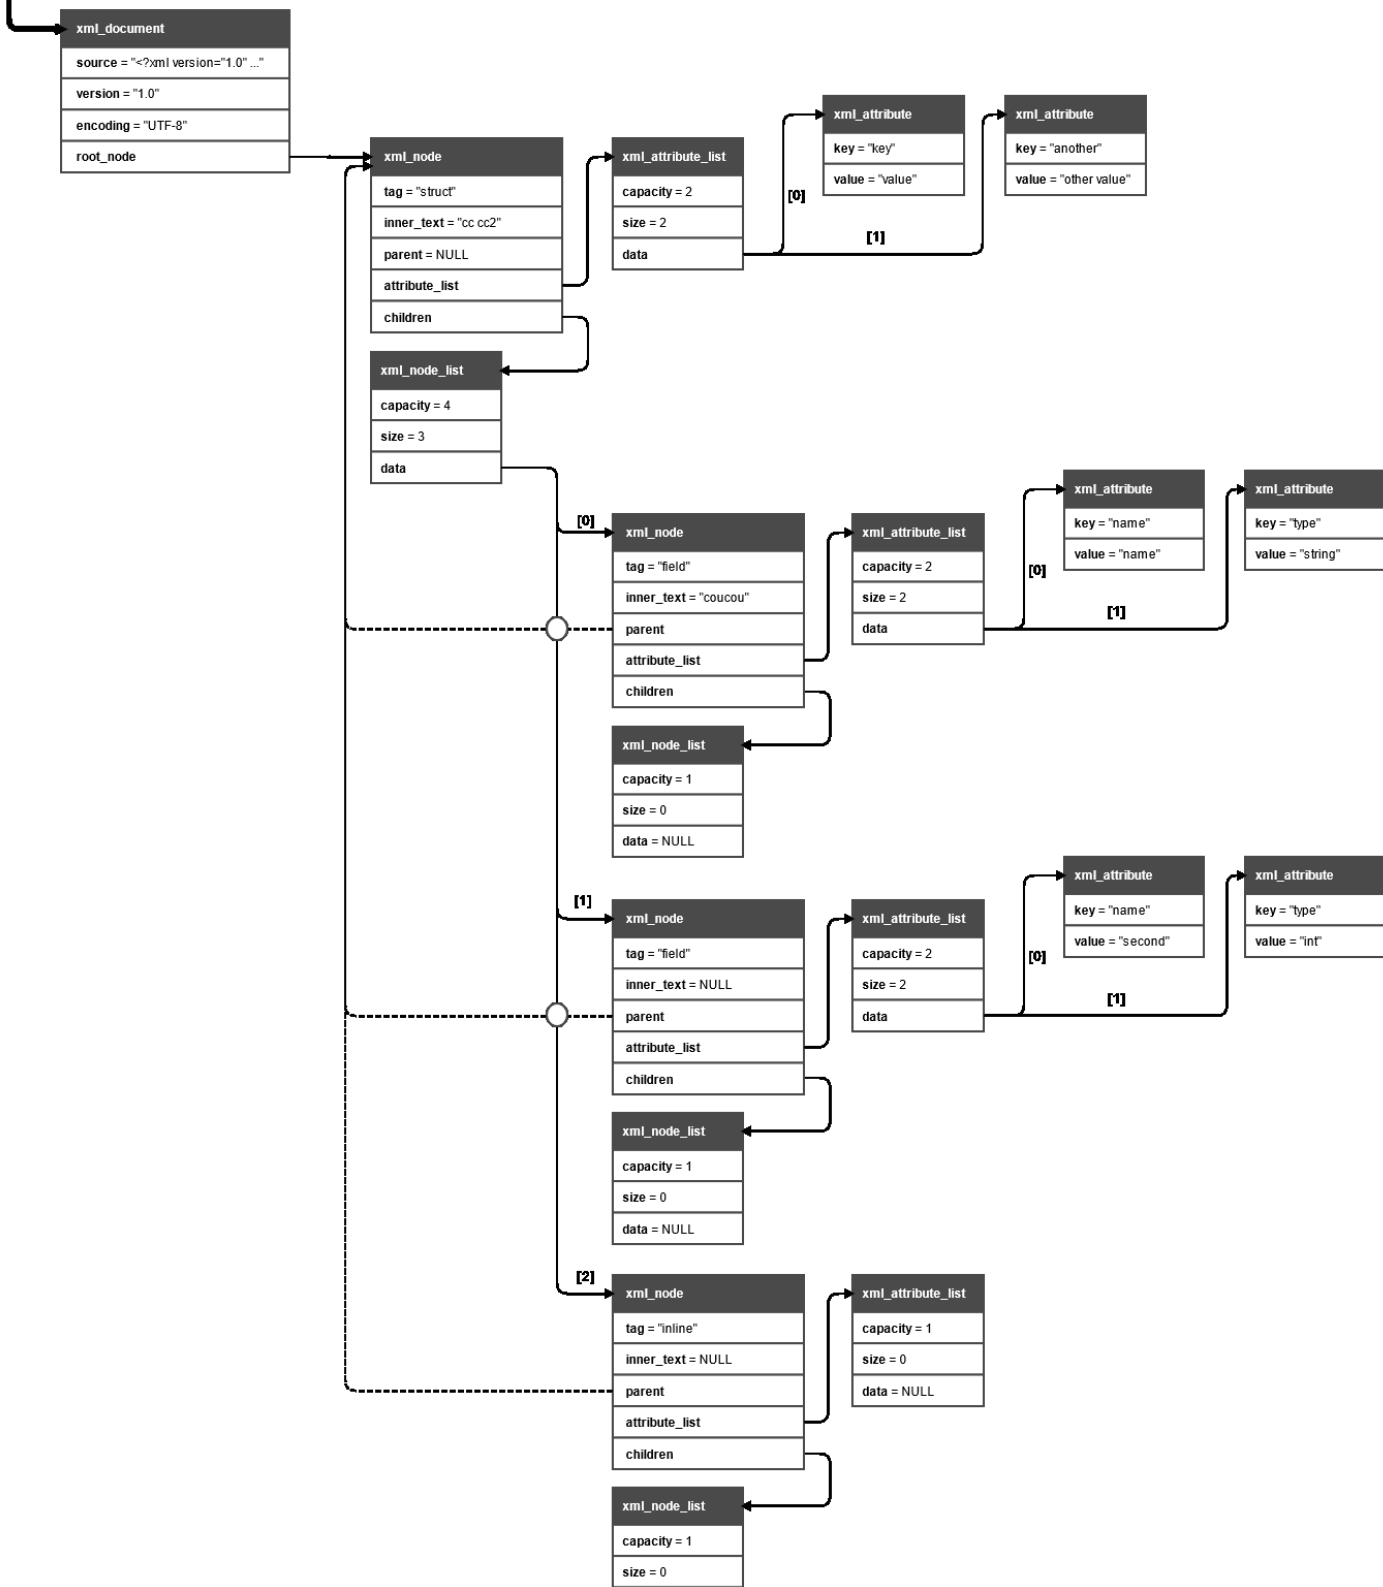 xml_document
source = "<?xml version="1.0" ..."
version = "1.0"
encoding = "UTF-8"
root_node
xml_node
tag = "struct"
inner_text = "cc cc2"
parent = NULL
attribute_list
children
xml_attribute_list
capacity = 2
size = 2
data
[0]
[1]
xml_attribute
key = "key"
value = "value"
xml_attribute
key = "another"
value = "other value"
xml_node_list
capacity = 4
size = 3
data
[0]
xml_node
tag = "field"
inner_text = "coucou"
parent
attribute_list
children
xml_attribute_list
capacity = 2
size = 2
data
[0]
[1]
xml_attribute
key = "name"
value = "name"
xml_attribute
key = "type"
value = "string"
xml_node_list
capacity = 1
size = 0
data = NULL
[1]
xml_node
tag = "field"
inner_text = NULL
parent
attribute_list
children
xml_attribute_list
capacity = 2
size = 2
data
[0]
[1]
xml_attribute
key = "name"
value = "second"
xml_attribute
key = "type"
value = "int"
xml_node_list
capacity = 1
size = 0
data = NULL
[2]
xml_node
tag = "inline"
inner_text = NULL
parent
attribute_list
children
xml_attribute_list
capacity = 1
size = 0
data = NULL
xml_node_list
capacity = 1
size = 0